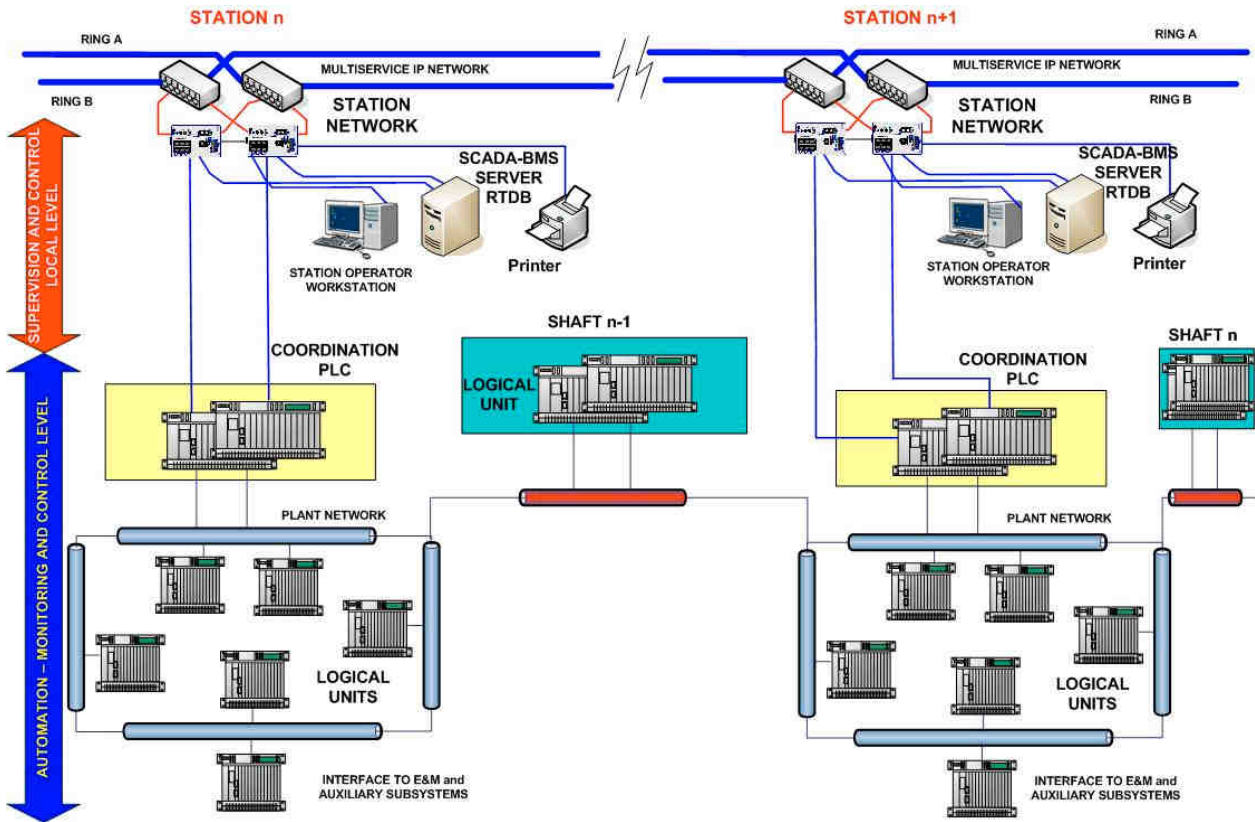 STATION n
STATION n+1
RING A
RING A
MULTISERVICE IP NETWORK
MULTISERVICE IP NETWORK
RING B
RING B
STATION
NETWORK
STATION
NETWORK
SCADA-BMS
SERVER
RTDB
SCADA-BMS
SERVER
RTDB
Printer
Printer
STATION OPERATOR
WORKSTATION
STATION OPERATOR
WORKSTATION
SUPERVISION AND CONTROL
LOCAL LEVEL
SHAFT n-1
SHAFT n
COORDINATION
PLC
LOGICAL
UNIT
COORDINATION
PLC
AUTOMATION – MONITORING AND CONTROL LEVEL
PLANT NETWORK
PLANT NETWORK
LOGICAL
UNITS
LOGICAL
UNITS
INTERFACE TO E&M and
AUXILIARY SUBSYSTEMS
INTERFACE TO E&M and
AUXILIARY SUBSYSTEMS